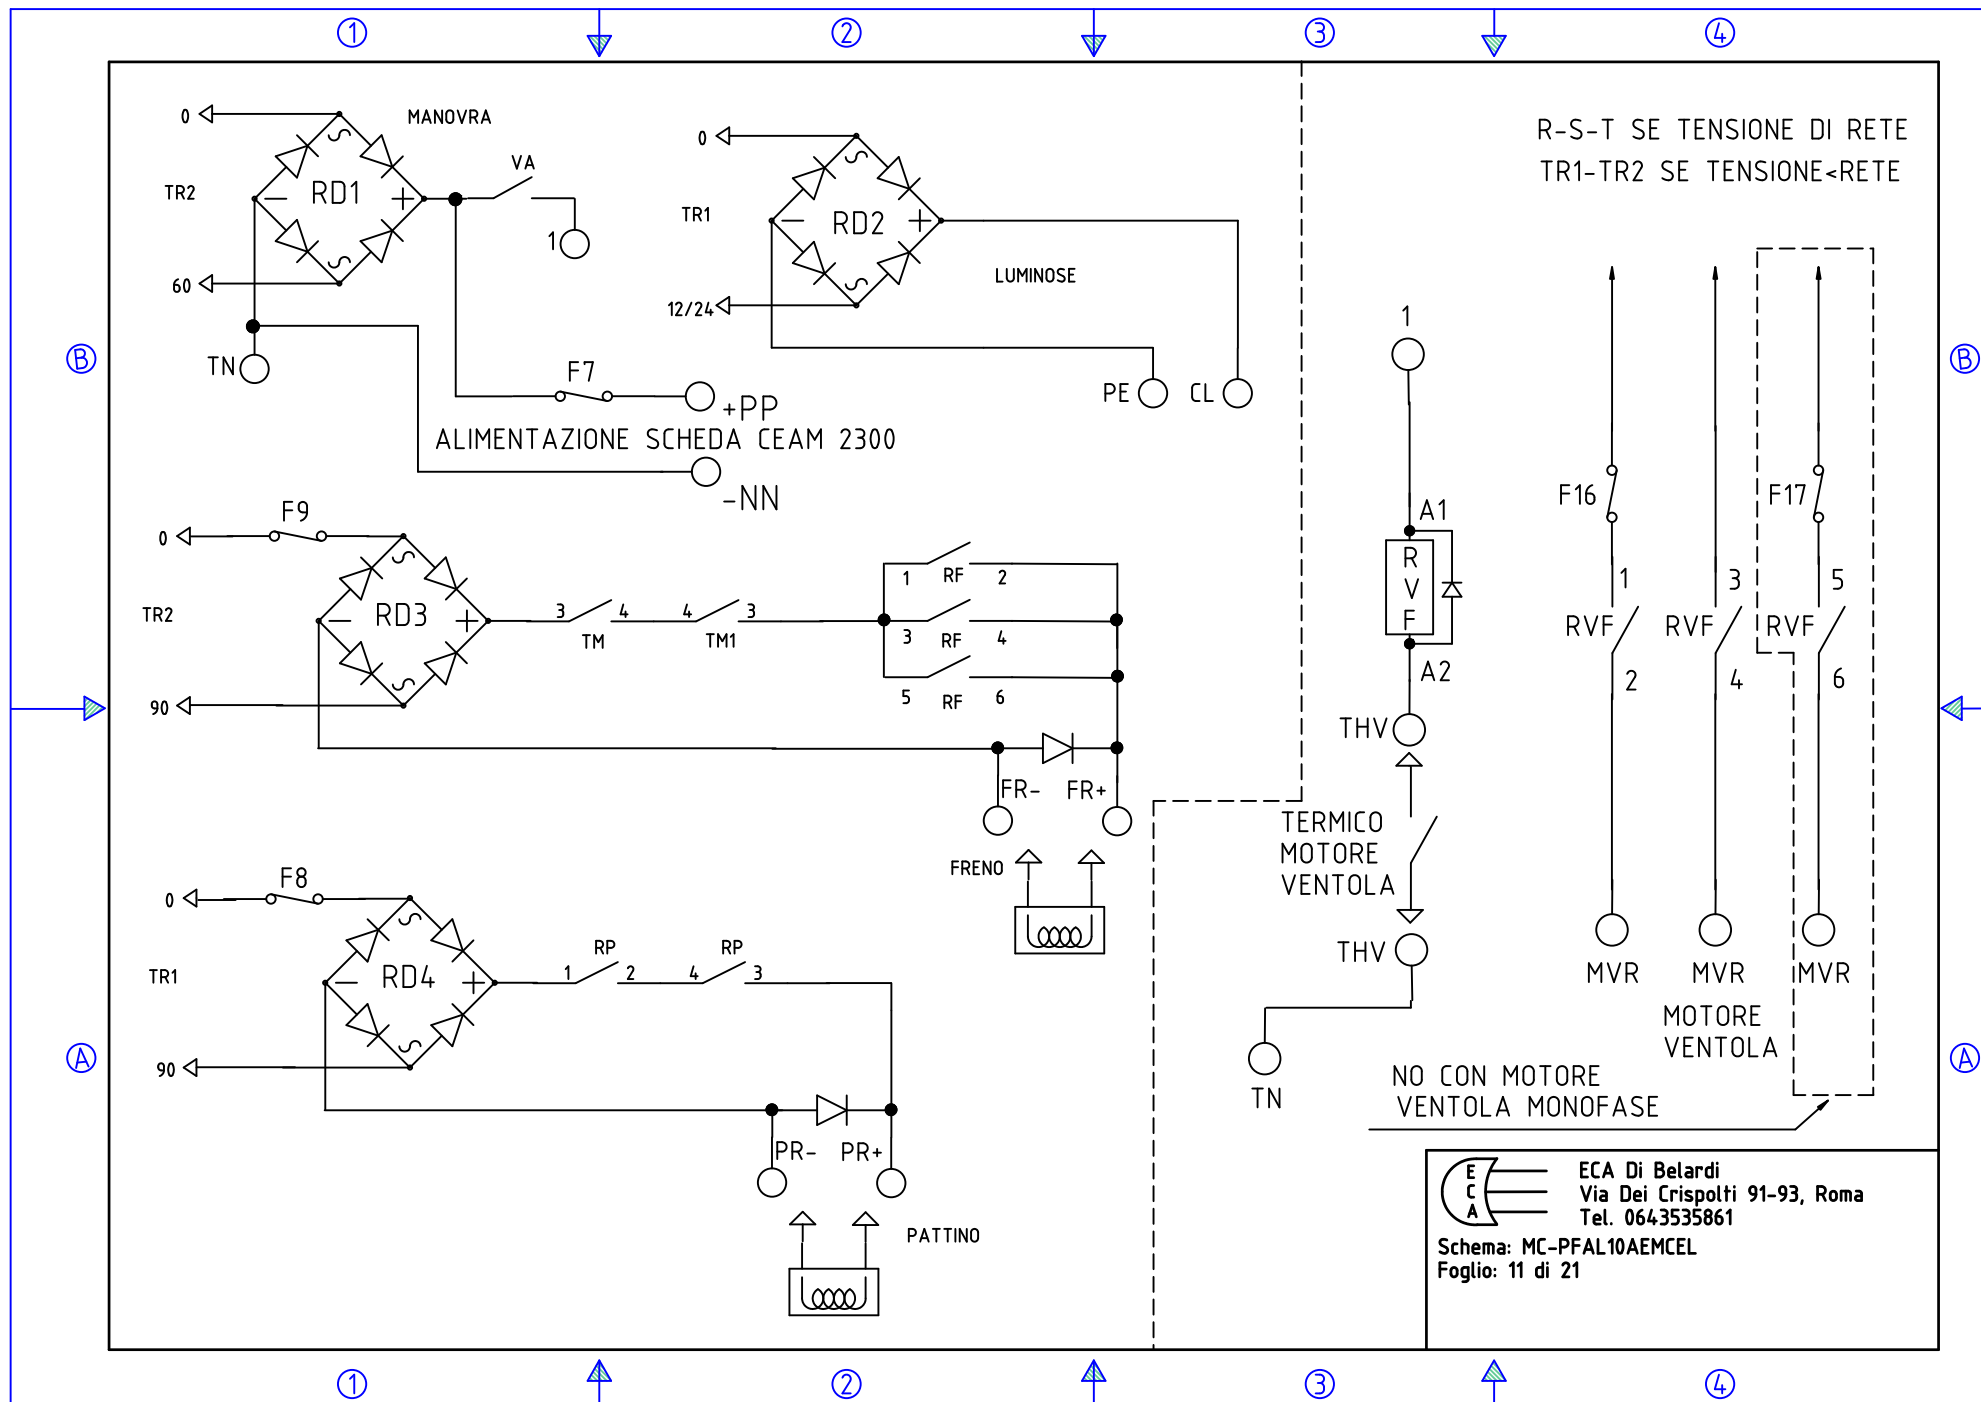 1 2 3 4
0
MANOVRA
TR2
RD1
VA
1
60
TN
F7
+PP
ALIMENTAZIONE SCHEDA CEAM 2300
-NN
0
TR1
RD2
12/24
LUMINOSE
PE
CL
F9
0
TR2
RD3
90
3 4
TM
4 3
TM1
1 RF 2
3 RF 4
5 RF 6
FR- FR+
FRENO
F8
0
TR1
RD4
90
RP
1 2
RP
4 3
PR- PR+
PATTINO
1
A1
R
V
F
A2
THV
TERMICO
MOTORE
VENTOLA
THV
TN
R-S-T SE TENSIONE DI RETE
TR1-TR2 SE TENSIONE<RETE
F16
F17
1 3 5
RVF RVF RVF
2 4 6
MVR MVR MVR
MOTORE
VENTOLA
NO CON MOTORE
VENTOLA MONOFASE
E
C
A
ECA Di Belardi
Via Dei Crispolti 91-93, Roma
Tel. 0643535861
Schema: MC-PFAL10AEMCEL
Foglio: 11 di 21
B B
A A
1 2 3 4